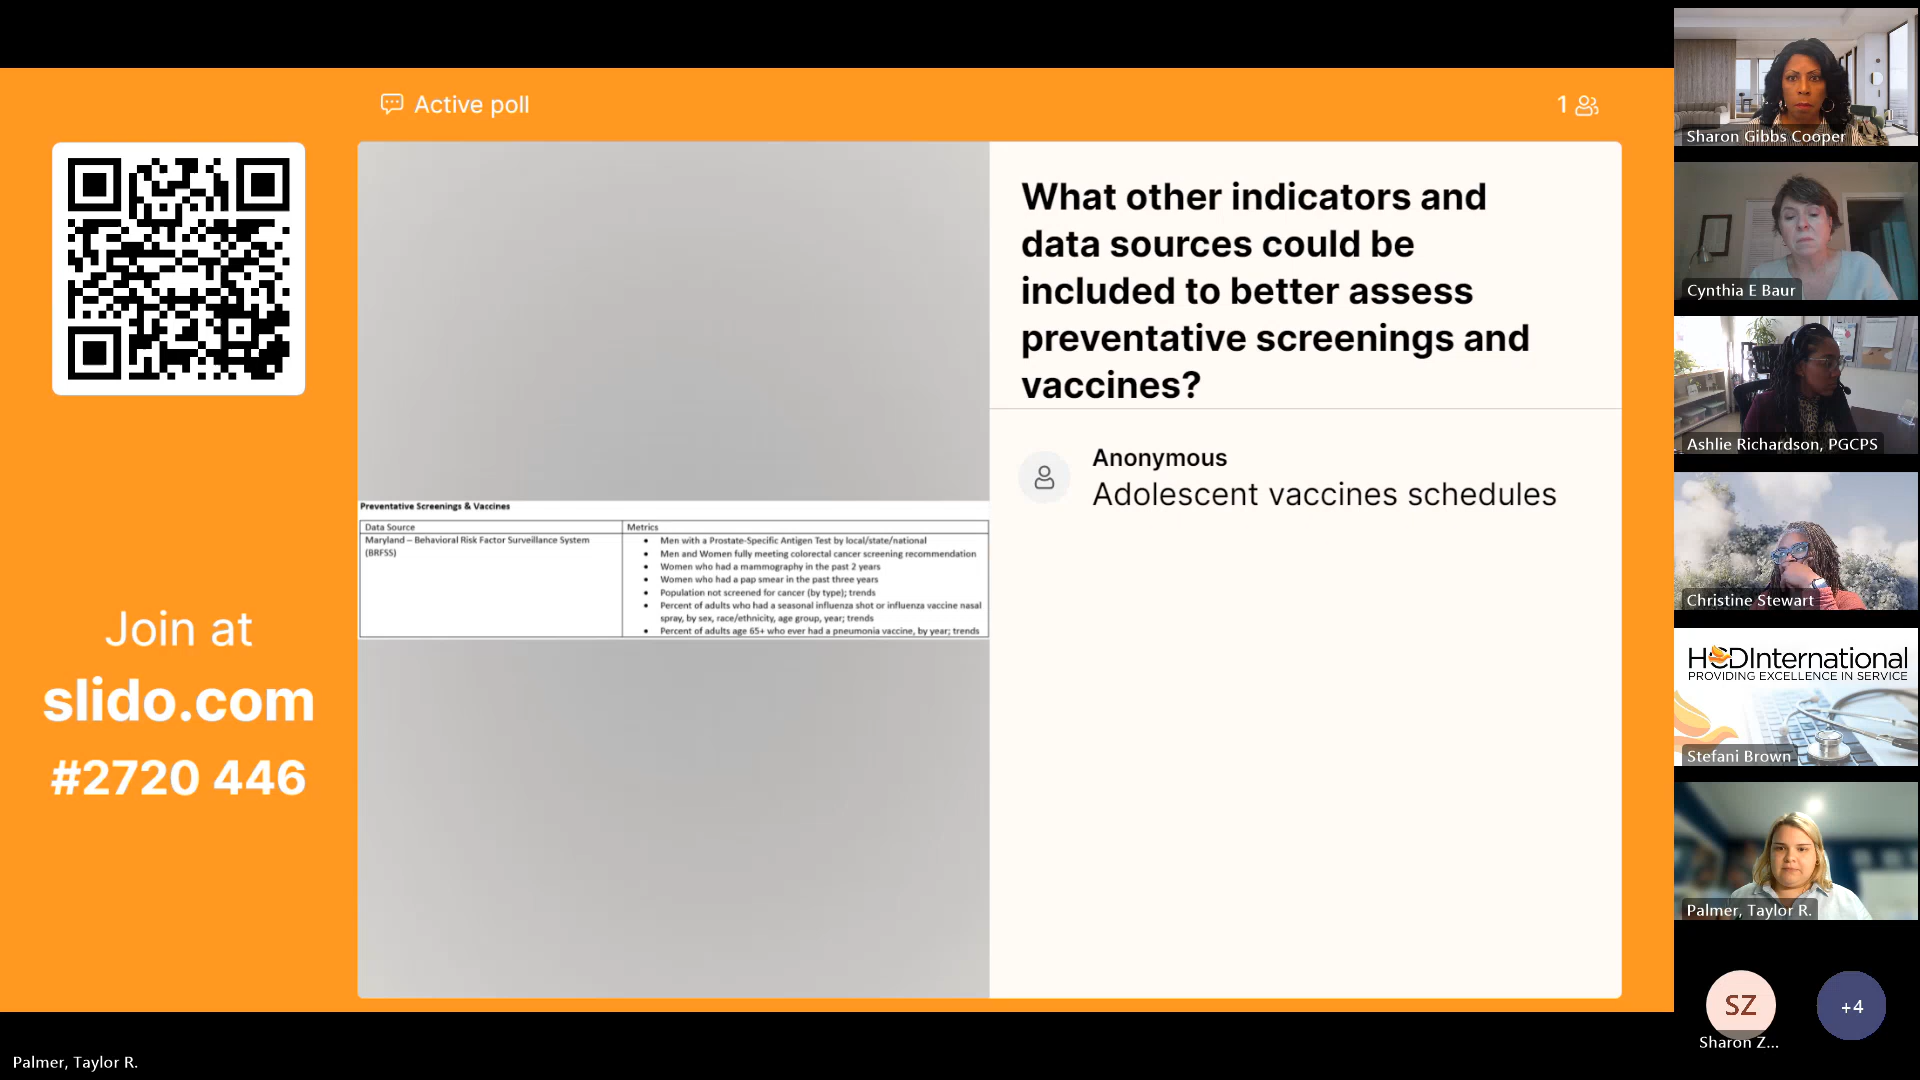 Active poll
1
Join at
slido.com
#2720 446
Preventative Screenings & Vaccines
Data Source
Metrics
Maryland – Behavioral Risk Factor Surveillance System
(BRFSS)
• Men with a Prostate-Specific Antigen Test by local/state/national
• Men and Women fully meeting colorectal cancer screening recommendation
• Women who had a mammography in the past 2 years
• Women who had a pap smear in the past three years
• Population not screened for cancer (by type); trends
• Percent of adults who had a seasonal influenza shot or influenza vaccine nasal
spray, by sex, race/ethnicity, age group, year; trends
• Percent of adults age 65+ who ever had a pneumonia vaccine, by year; trends
What other indicators and
data sources could be
included to better assess
preventative screenings and
vaccines?
Anonymous
Adolescent vaccines schedules
Sharon Gibbs Cooper
Cynthia E Baur
Ashlie Richardson, PGCPS
Christine Stewart
HSDInternational
PROVIDING EXCELLENCE IN SERVICE
Stefani Brown
Palmer, Taylor R.
SZ
Sharon Z...
+4
Palmer, Taylor R.